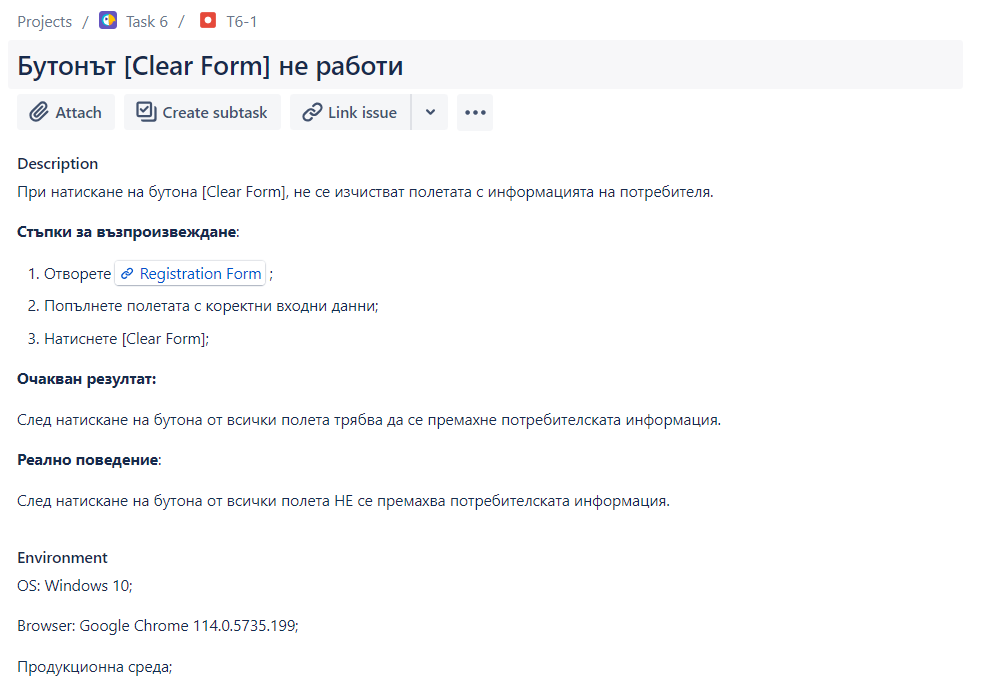 Projects / Task 6 / T6-1
Бутонът [Clear Form] не работи
Attach Create subtask Link issue
Description
При натискане на бутона [Clear Form], не се изчистват полетата с информацията на потребителя.
Стъпки за възпроизвеждане:
1. Отворете Registration Form ;
2. Попълнете полетата с коректни входни данни;
3. Натиснете [Clear Form];
Очакван резултат:
След натискане на бутона от всички полета трябва да се премахне потребителската информация.
Реално поведение:
След натискане на бутона от всички полета НЕ се премахва потребителската информация.
Environment
OS: Windows 10;
Browser: Google Chrome 114.0.5735.199;
Продукционна среда;